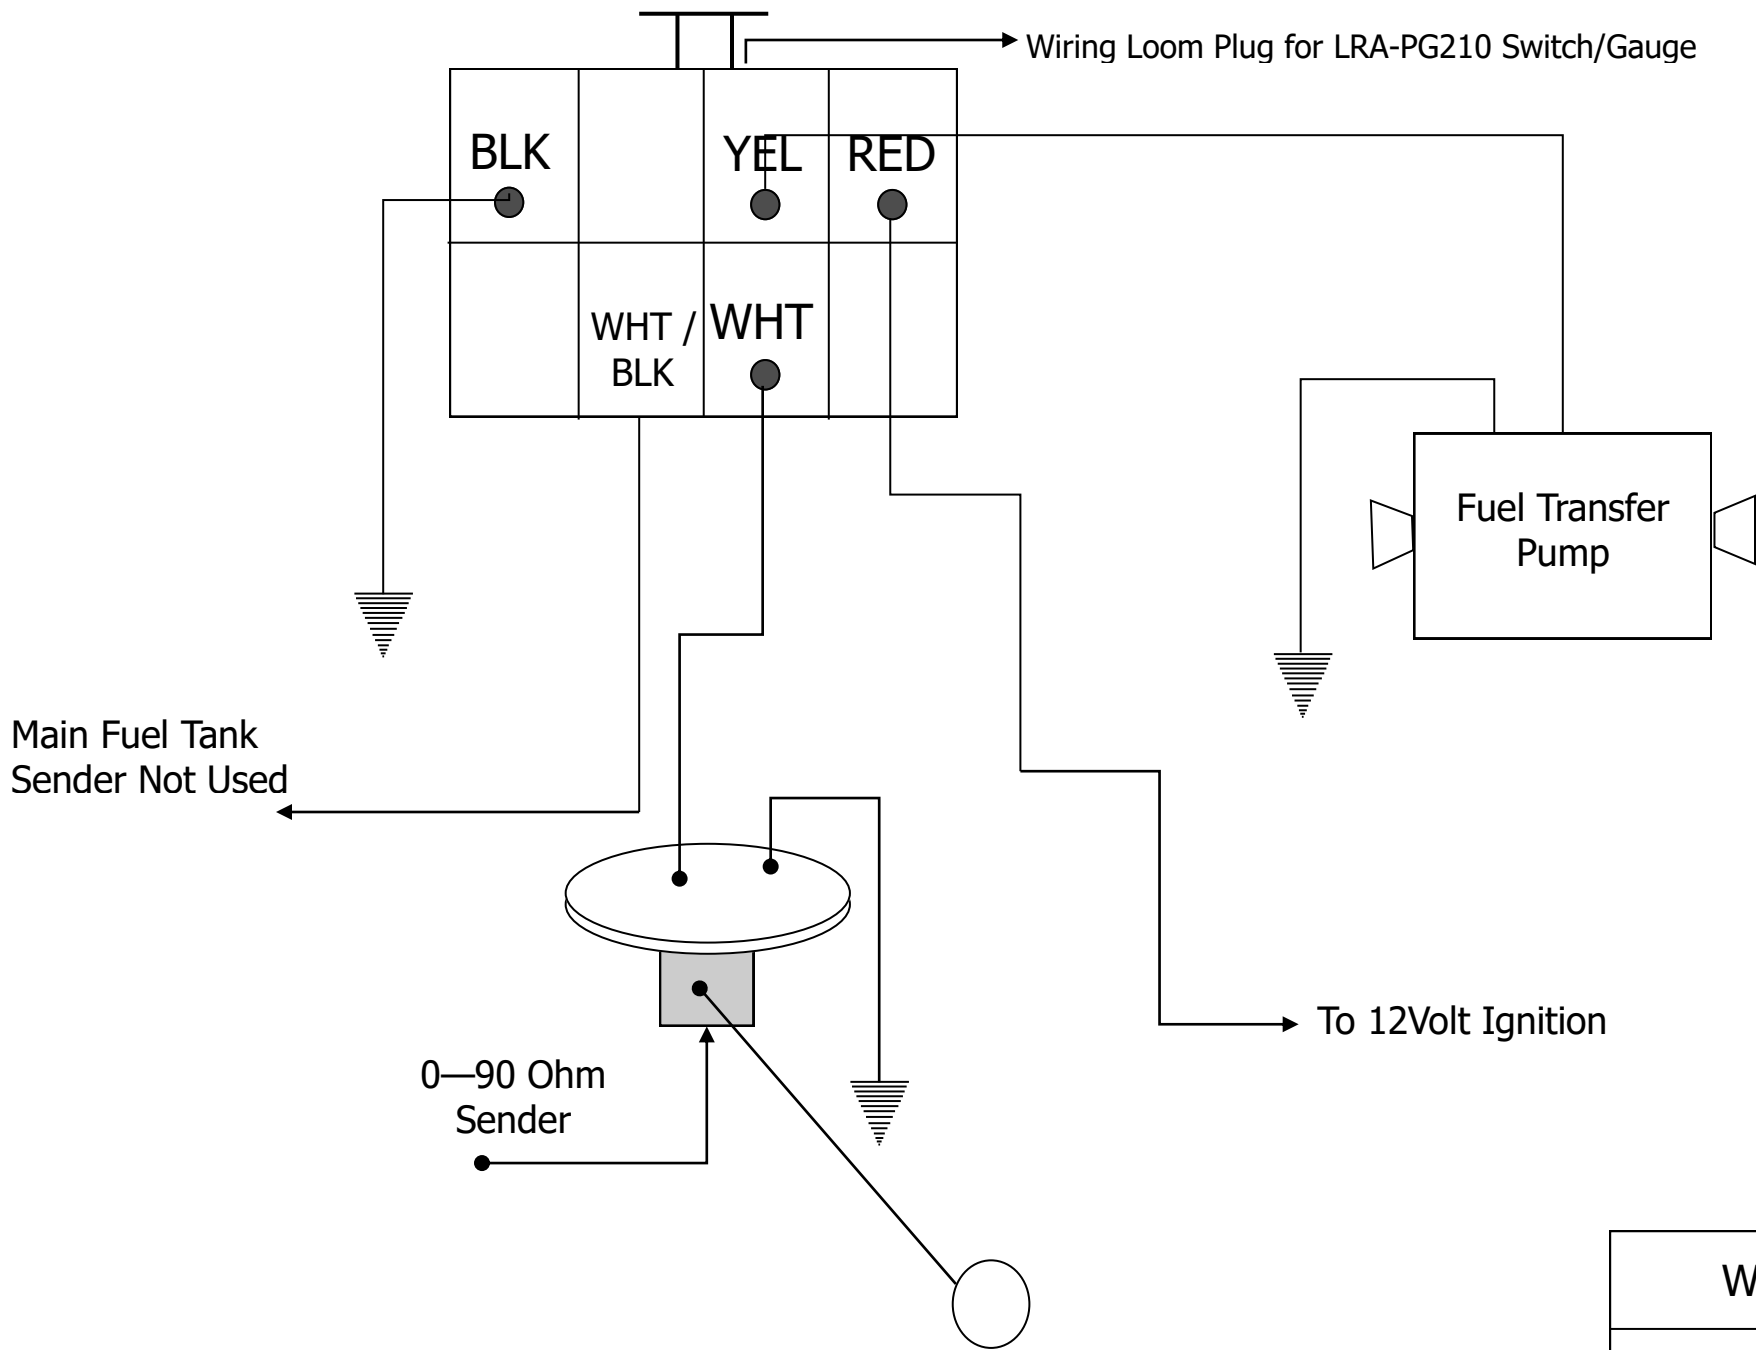 Wiring Loom Plug for LRA-PG210 Switch/Gauge
BLK
YEL
RED
WHT /
BLK
WHT
Fuel Transfer
Pump
Main Fuel Tank
Sender Not Used
To 12Volt Ignition
0—90 Ohm
Sender
W